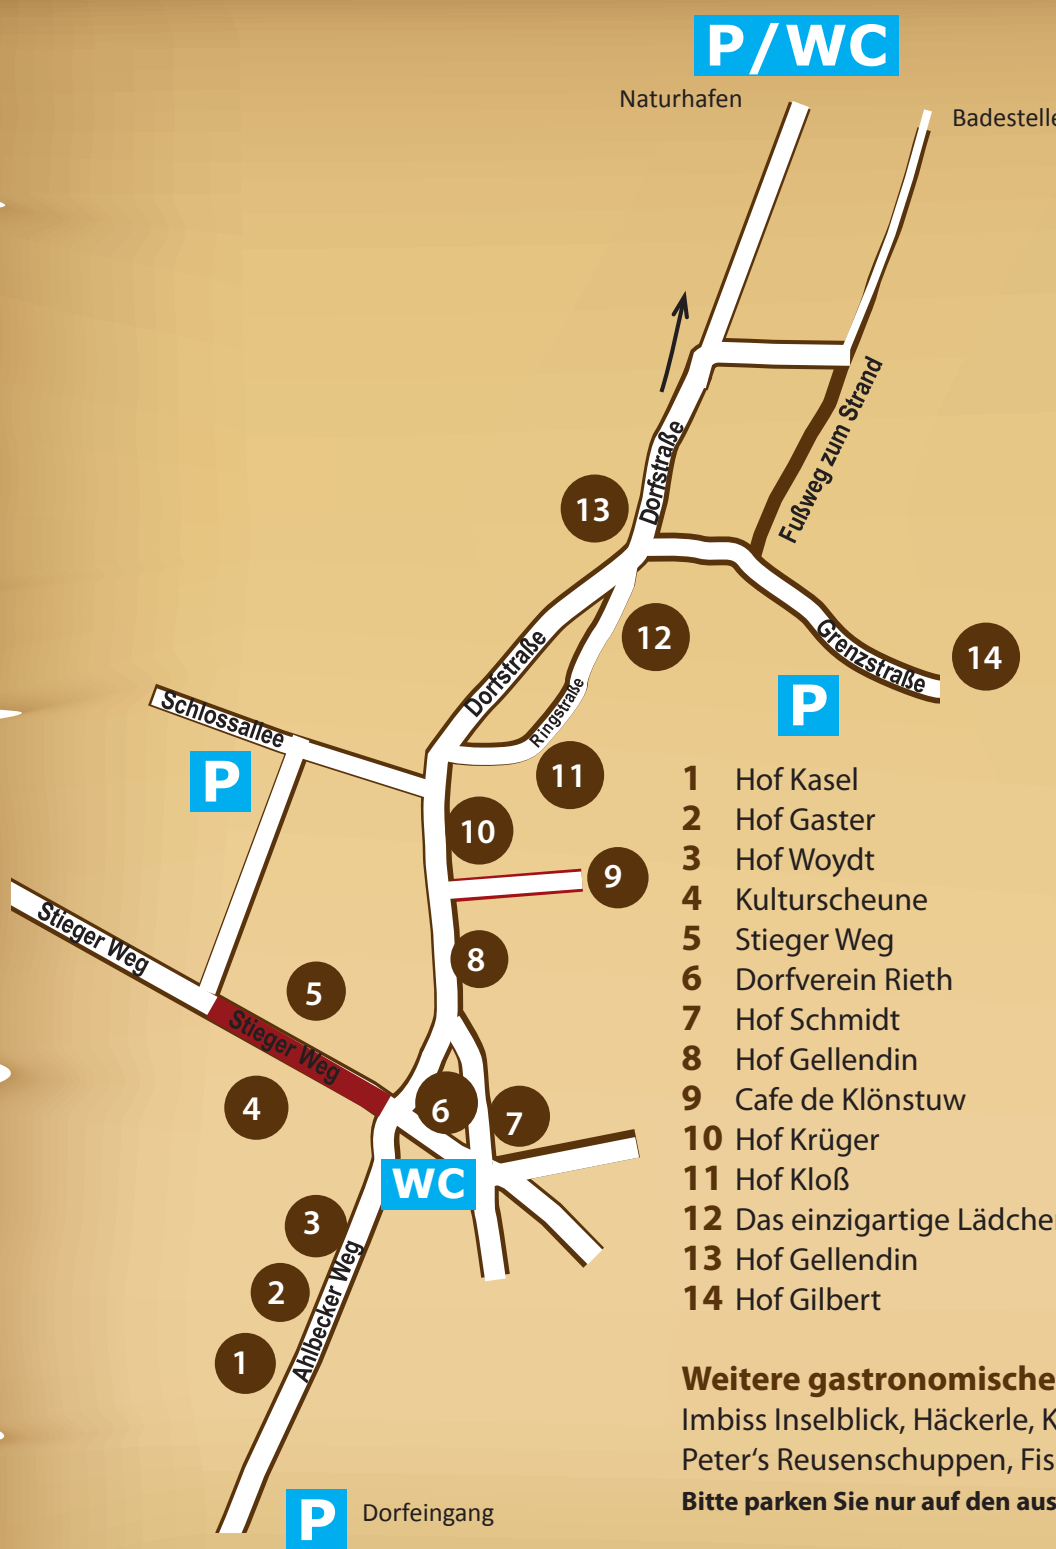 P/WC
Naturhafen
Badestelle
Fußweg zum Strand
Dorfstraße
13
12
Grenzstraße
14
Dorfstraße
Ringstraße
Schlossallee
P
P
11
10
9
8
Stieger Weg
5
Stieger Weg
4
6
7
WC
3
2
1
Ahlbecker Weg
P Dorfeingang
1 Hof Kasel
2 Hof Gaster
3 Hof Woydt
4 Kulturscheune
5 Stieger Weg
6 Dorfverein Rieth
7 Hof Schmidt
8 Hof Gellendin
9 Cafe de Klönstuw
10 Hof Krüger
11 Hof Kloß
12 Das einzigartige Lädchen
13 Hof Gellendin
14 Hof Gilbert
Weitere gastronomische
Imbiss Inselblick, Häckerle, K
Peter‘s Reusenschuppen, Fis
Bitte parken Sie nur auf den aus